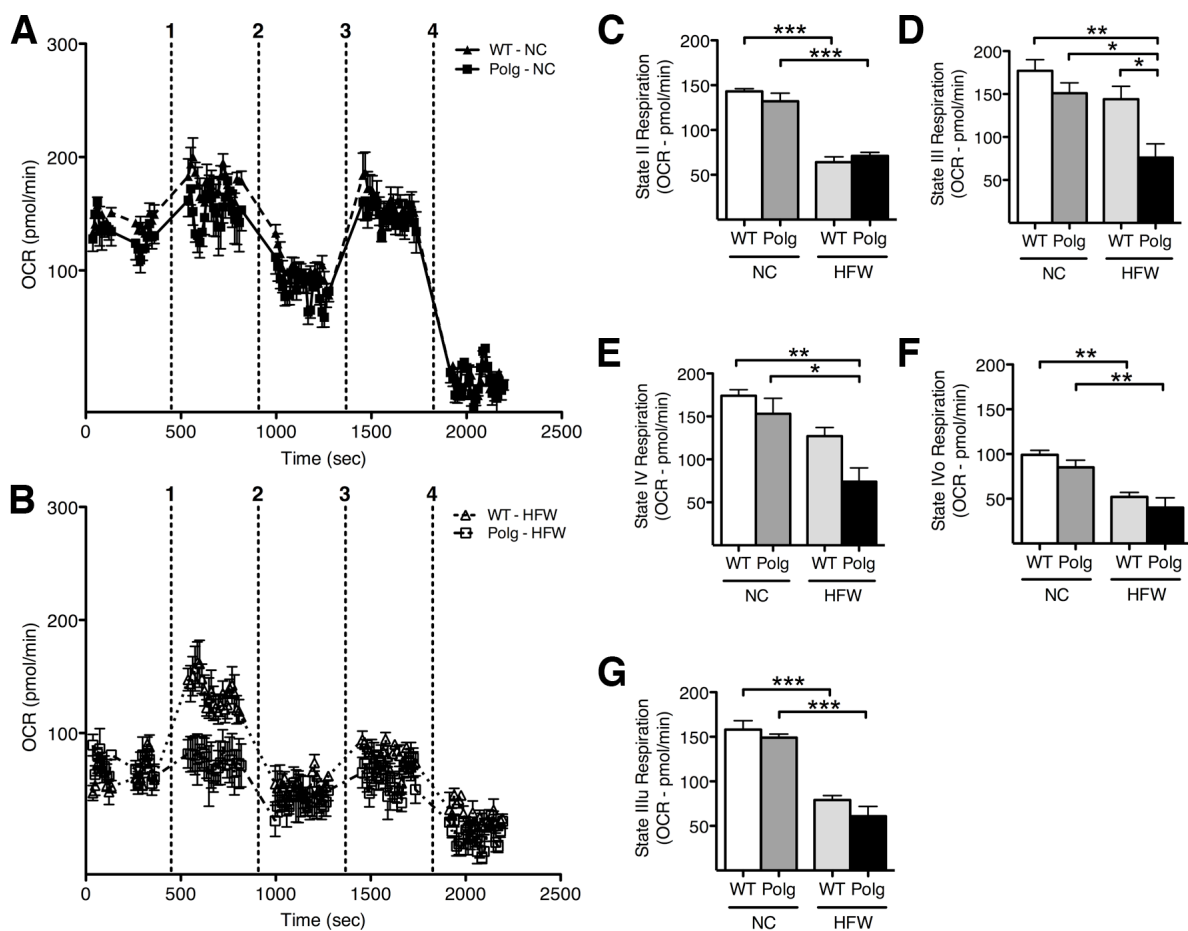 A
1 2 3 4
300
200
100
OCR (pmol/min)
WT - NC
Polg - NC
0 500 1000 1500 2000 2500
Time (sec)
B
1 2 3 4
300
200
100
OCR (pmol/min)
WT - HFW
Polg - HFW
0 500 1000 1500 2000 2500
Time (sec)
C
State II Respiration
(OCR - pmol/min)
200
150
100
50
***
***
WT Polg WT Polg
NC HFW
D
State III Respiration
(OCR - pmol/min)
200
150
100
50
**
*
*
WT Polg WT Polg
NC HFW
E
State IV Respiration
(OCR - pmol/min)
200
150
100
50
**
*
WT Polg WT Polg
NC HFW
F
State IVo Respiration
(OCR - pmol/min)
200
150
100
50
**
**
WT Polg WT Polg
NC HFW
G
State IIIu Respiration
(OCR - pmol/min)
200
150
100
50
***
***
WT Polg WT Polg
NC HFW